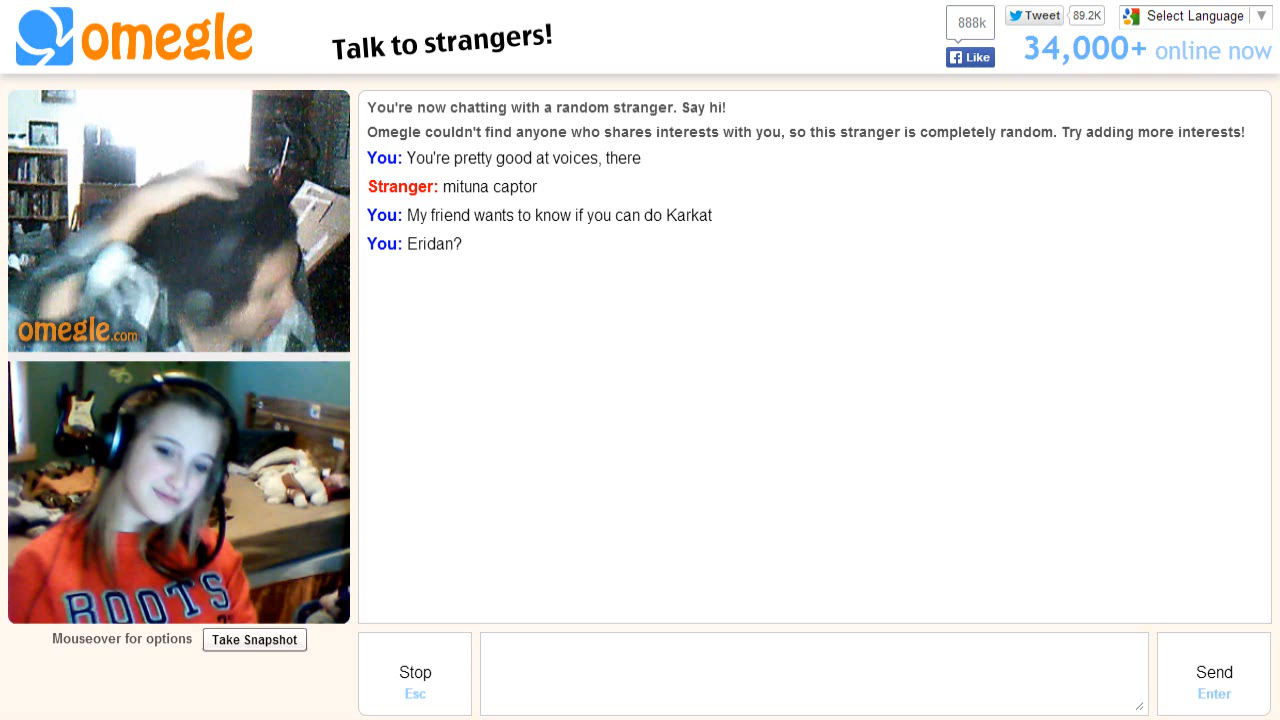 omegle
Talk to strangers!
888k
Like
Tweet
89.2K
Select Language
34,000+ online now
You're now chatting with a random stranger. Say hi!
Omegle couldn't find anyone who shares interests with you, so this stranger is completely random. Try adding more interests!
You: You're pretty good at voices, there
Stranger: mituna captor
You: My friend wants to know if you can do Karkat
You: Eridan?
omegle.com
ROOTS
Mouseover for options
Take Snapshot
Stop
Esc
Send
Enter